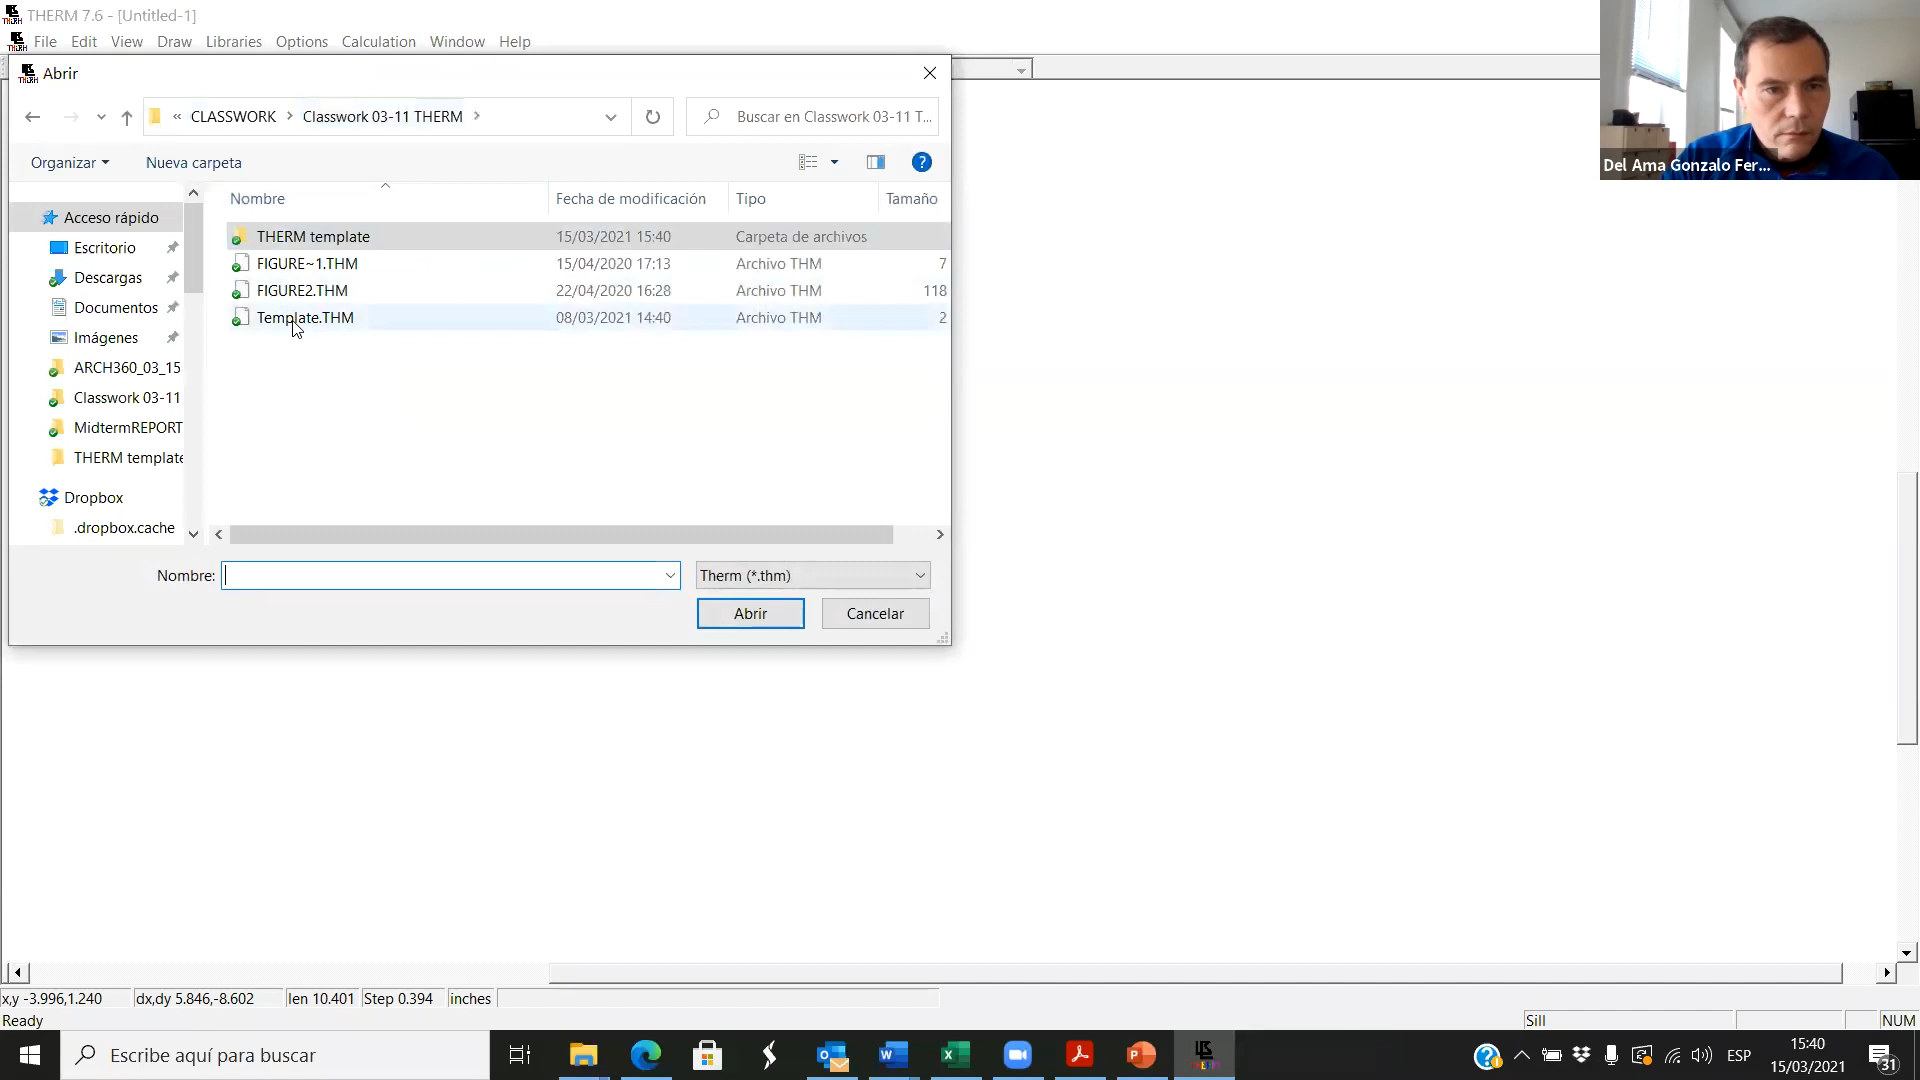 THERM 7.6 - [Untitled-1]
File Edit View Draw Libraries Options Calculation Window Help
Abrir
« CLASSWORK > Classwork 03-11 THERM >
Buscar en Classwork 03-11 T...
Organizar Nueva carpeta
Nombre Fecha de modificación Tipo Tamaño
Acceso rápido
Escritorio
Descargas
Documentos
Imágenes
ARCH360_03_15
Classwork 03-11
MidtermREPORT
THERM template
Dropbox
.dropbox.cache
THERM template 15/03/2021 15:40 Carpeta de archivos
FIGURE~1.THM 15/04/2020 17:13 Archivo THM 7
FIGURE2.THM 22/04/2020 16:28 Archivo THM 118
Template.THM 08/03/2021 14:40 Archivo THM 2
Nombre:
Therm (*.thm)
Abrir Cancelar
Del Ama Gonzalo Fer...
x,y -3.996,1.240 dx,dy 5.846,-8.602 len 10.401 Step 0.394 inches
Ready
Sill
NUM
Escribe aquí para buscar
ESP
15:40
15/03/2021
31